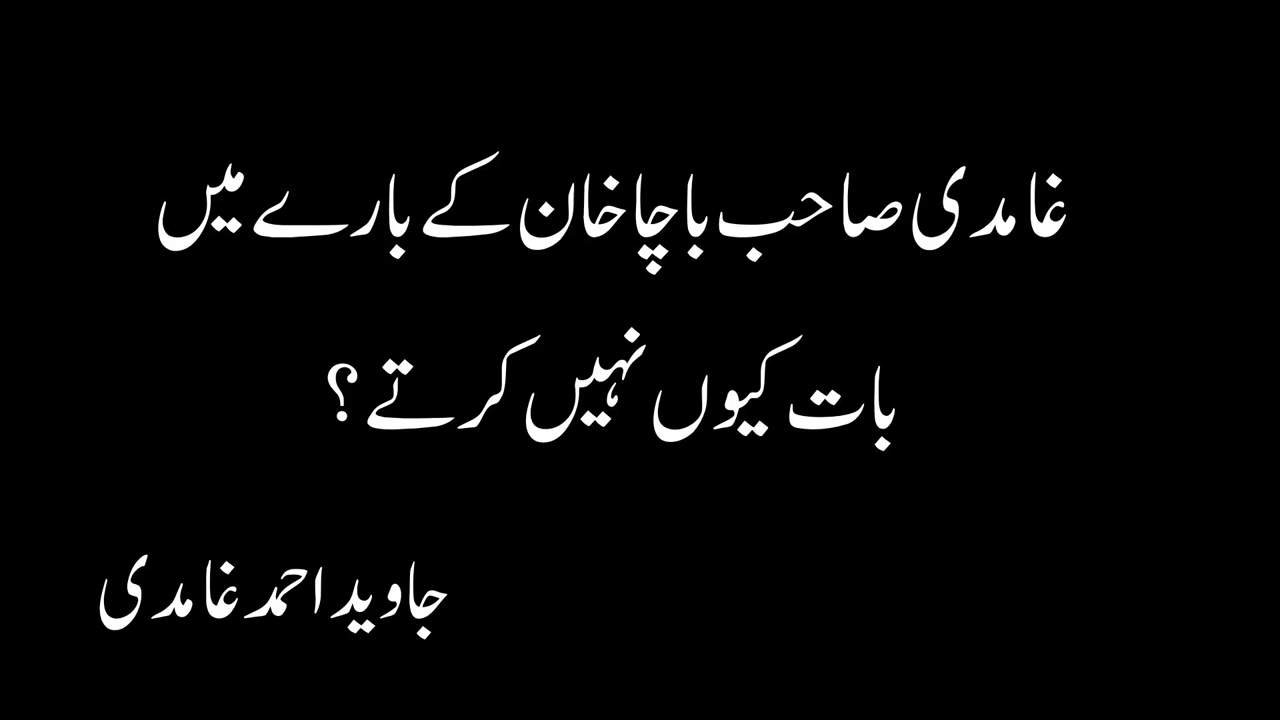 غامدی صاحب باچا خان کے بارے میں
بات کیوں نہیں کرتے؟
جاوید احمد غامدی